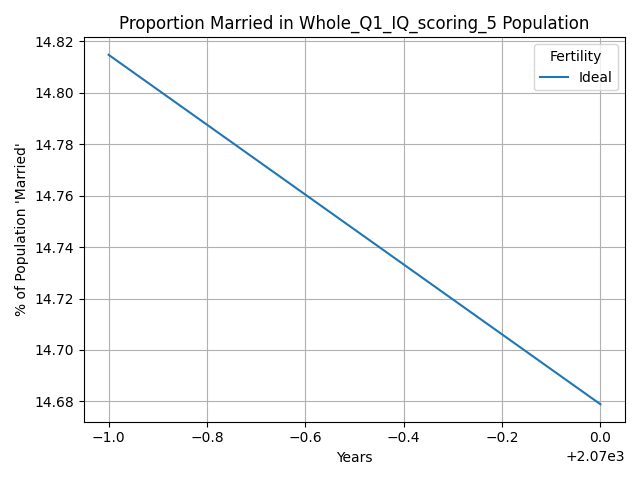 Proportion Married in Whole_Q1_IQ_scoring_5 Population
14.82
14.80
14.78
14.76
14.74
14.72
14.70
14.68
% of Population 'Married'
Fertility
Ideal
−1.0
−0.8
−0.6
−0.4
−0.2
0.0
+2.07e3
Years